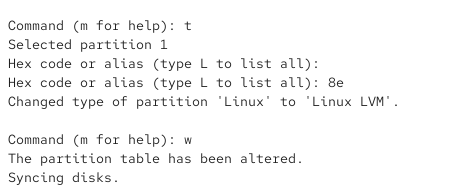 Command (m for help): t
Selected partition 1
Hex code or alias (type L to list all):
Hex code or alias (type L to list all): 8e
Changed type of partition 'Linux' to 'Linux LVM'.
Command (m for help): w
The partition table has been altered.
Syncing disks.